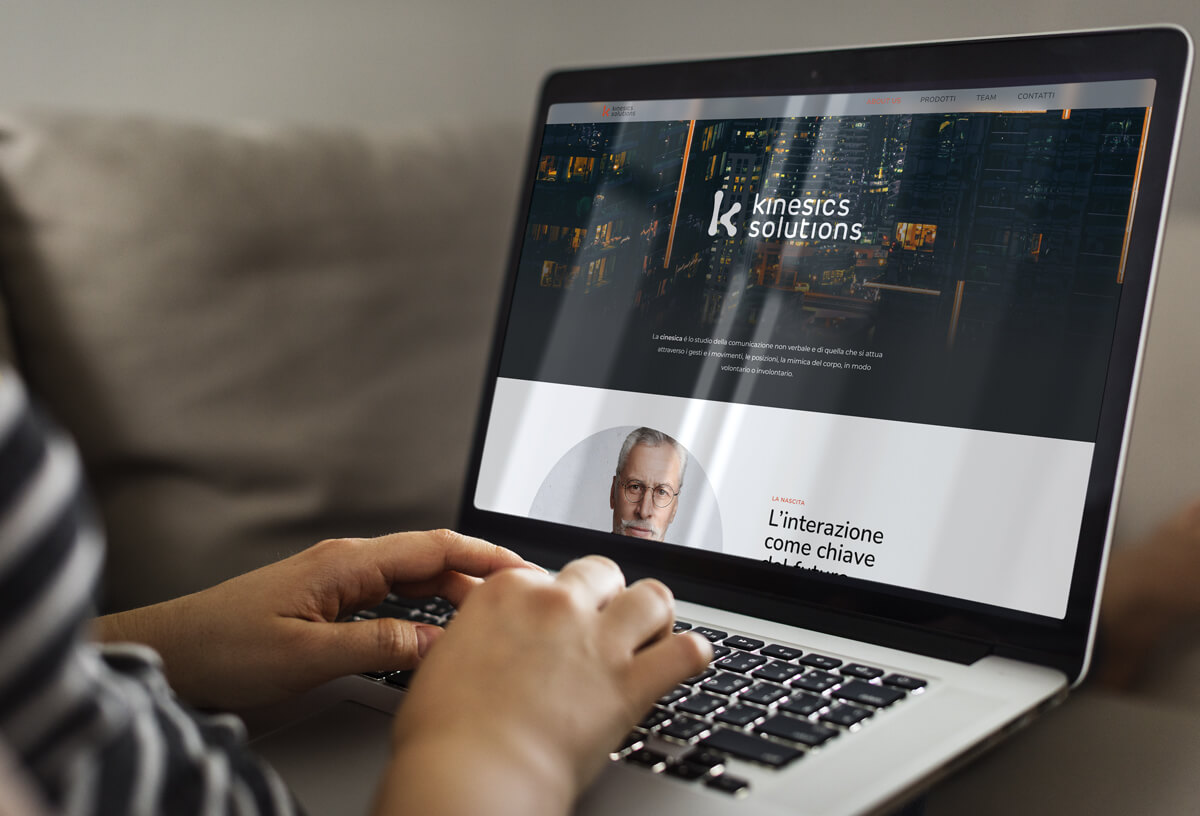 kinesics
solutions
ABOUT US PRODOTTI TEAM CONTATTI
kinesics
solutions
La cinesica è lo studio della comunicazione non verbale e di quella che si attua
attraverso i gesti e i movimenti, le posizioni, la mimica del corpo, in modo
volontario o involontario.
LA NASCITA
L'interazione
come chiave
del futuro